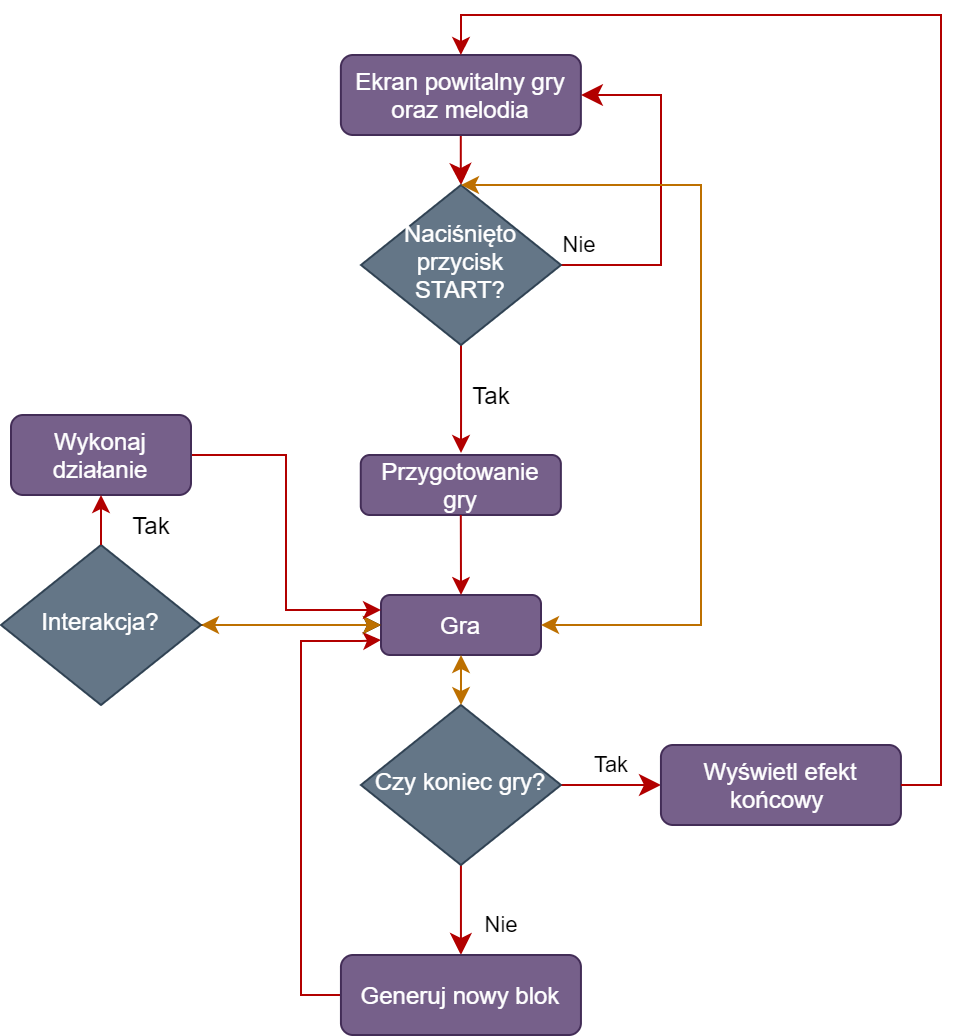 Ekran powitalny gry
oraz melodia
Naciśnięto
przycisk
START?
Nie
Tak
Wykonaj
działanie
Przygotowanie
gry
Tak
Interakcja?
Gra
Czy koniec gry?
Tak
Wyświetl efekt
końcowy
Nie
Generuj nowy blok